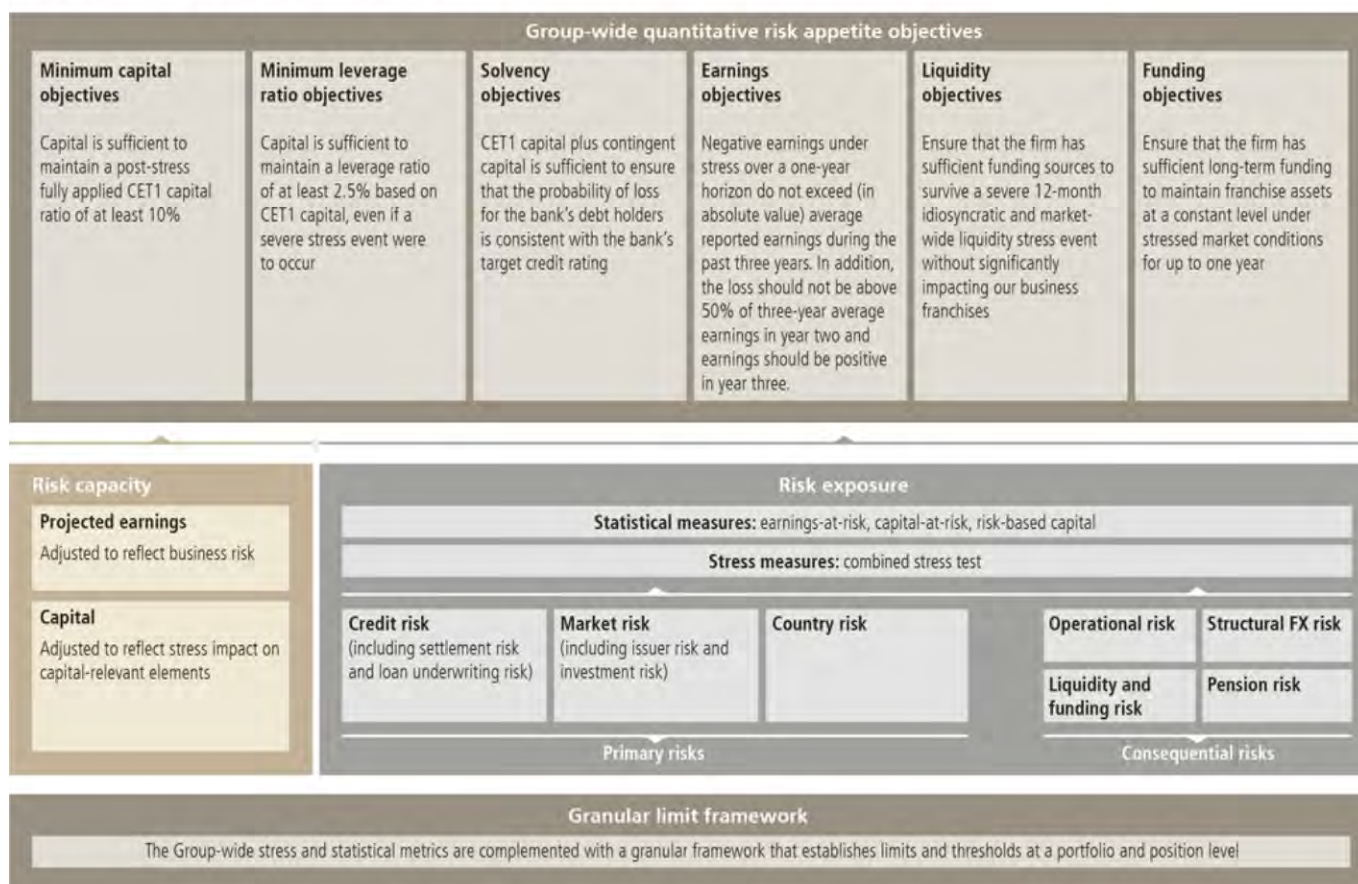 Group-wide quantitative risk appetite objectives
Minimum capital
objectives
Capital is sufficient to
maintain a post-stress
fully applied CET1 capital
ratio of at least 10%
Minimum leverage
ratio objectives
Capital is sufficient to
maintain a leverage ratio
of at least 2.5% based on
CET1 capital, even if a
severe stress event were
to occur
Solvency
objectives
CET1 capital plus contingent
capital is sufficient to ensure
that the probability of loss
for the bank's debt holders
is consistent with the bank's
target credit rating
Earnings
objectives
Negative earnings under
stress over a one-year
horizon do not exceed (in
absolute value) average
reported earnings during the
past three years. In addition,
the loss should not be above
50% of three-year average
earnings in year two and
earnings should be positive
in year three.
Liquidity
objectives
Ensure that the firm has
sufficient funding sources to
survive a severe 12-month
idiosyncratic and market-
wide liquidity stress event
without significantly
impacting our business
franchises
Funding
objectives
Ensure that the firm has
sufficient long-term funding
to maintain franchise assets
at a constant level under
stressed market conditions
for up to one year
Risk capacity
Projected earnings
Adjusted to reflect business risk
Capital
Adjusted to reflect stress impact on
capital-relevant elements
Risk exposure
Statistical measures: earnings-at-risk, capital-at-risk, risk-based capital
Stress measures: combined stress test
Credit risk
(including settlement risk
and loan underwriting risk)
Market risk
(including issuer risk and
investment risk)
Country risk
Primary risks
Operational risk
Structural FX risk
Liquidity and
funding risk
Pension risk
Consequential risks
Granular limit framework
The Group-wide stress and statistical metrics are complemented with a granular framework that establishes limits and thresholds at a portfolio and position level